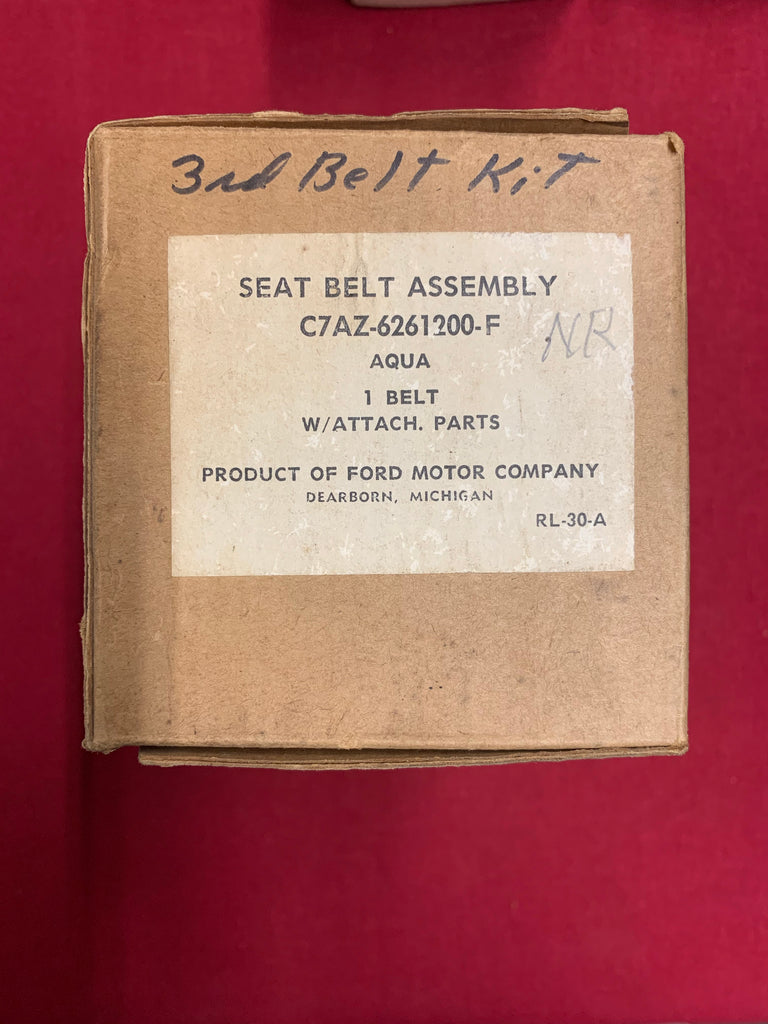 3rd Belt Kit
SEAT BELT ASSEMBLY
C7AZ-6261200-F
NR
AQUA
1 BELT
W/ATTACH. PARTS
PRODUCT OF FORD MOTOR COMPANY
DEARBORN, MICHIGAN
RL-30-A